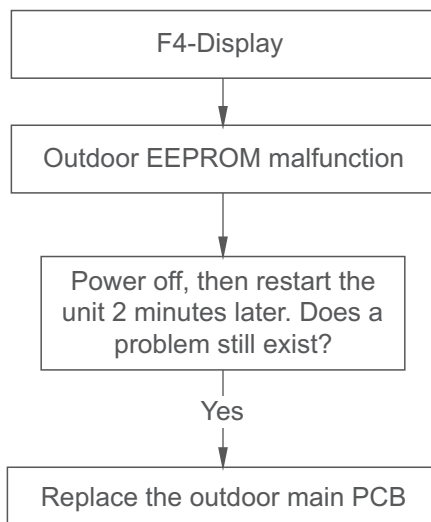 F4-Display
Outdoor EEPROM malfunction
Power off, then restart the
unit 2 minutes later. Does a
problem still exist?
Yes
Replace the outdoor main PCB